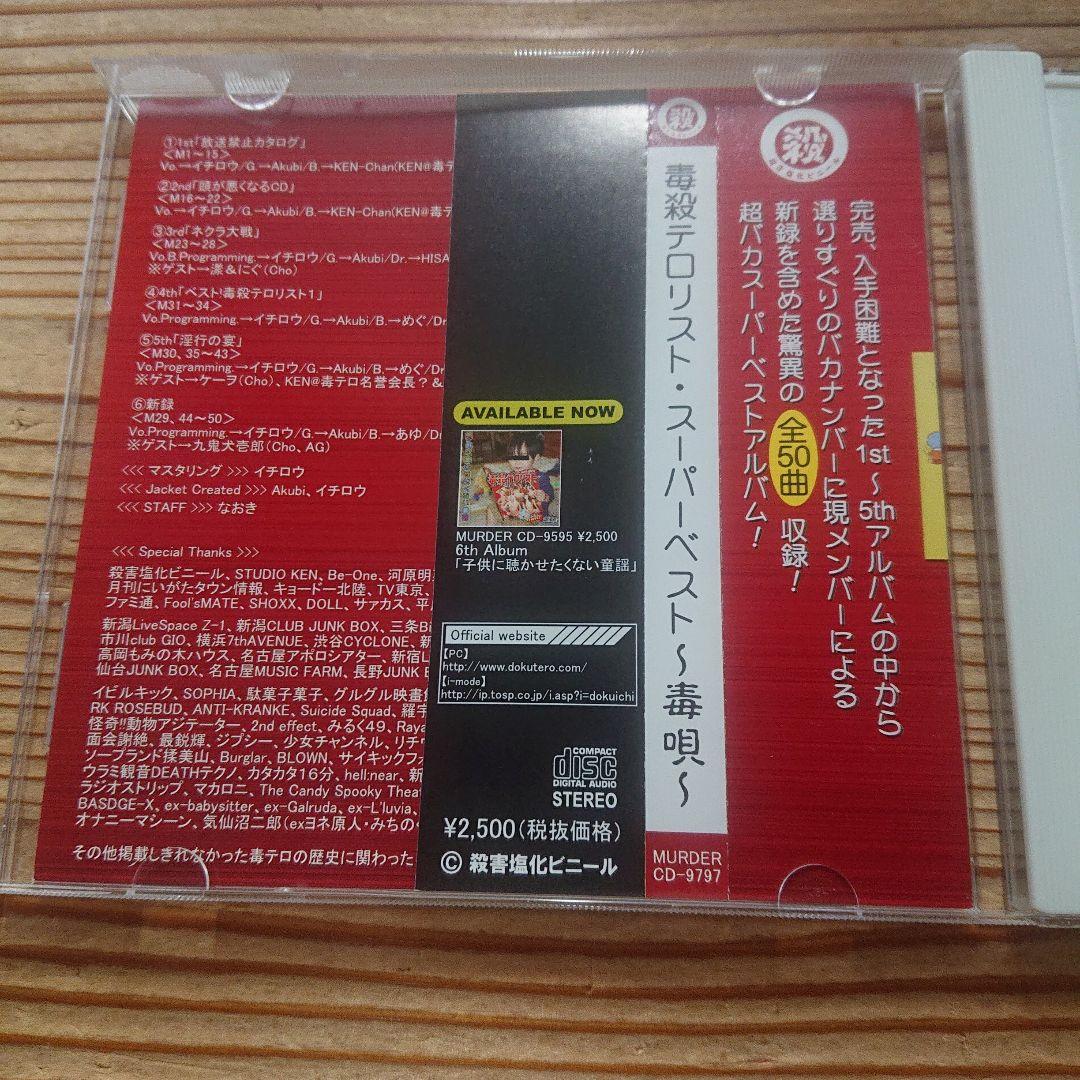 ①1st「放送禁止カタログ」
<M1～15>
Vo.→イチロウ/G.→Akubi/B.→KEN-Chan(KEN@毒テ
②2nd「頭が悪くなるCD」
<M16～22>
Vo.→イチロウ/G.→Akubi/B.→KEN-Chan(KEN@毒テ
③3rd「ネクラ大戦」
<M23～28>
Vo.B.Programming.→イチロウ/G.→Akubi/Dr.→HISA
※ゲスト→漾＆にぐ(Cho)
④4th「ベスト!毒殺テロリスト1」
<M31～34>
Vo.Programming.→イチロウ/G.→Akubi/B.→めぐ/Dr
⑤5th「淫行の宴」
<M30、35～43>
Vo.Programming.→イチロウ/G.→Akubi/B.→めぐ/Dr
※ゲスト→ケーヲ(Cho)、KEN@毒テロ名誉会長？&
⑥新録
<M29、44～50>
Vo.Programming.→イチロウ/G.→Akubi/B.→あゆ/Dr
※ゲスト→九鬼犬壱郎(Cho、AG)
<<< マスタリング >>> イチロウ
<<< Jacket Created >>> Akubi、イチロウ
<<< STAFF >>> なおき
<<< Special Thanks >>>
殺害塩化ビニール、STUDIO KEN、Be-One、河原明
月刊にいがたタウン情報、キョードー北陸、TV東京、
ファミ通、Fool'sMATE、SHOXX、DOLL、サァカス、平
新潟LiveSpace Z-1、新潟CLUB JUNK BOX、三条B
市川club GIO、横浜7thAVENUE、渋谷CYCLONE、新
高岡もみの木ハウス、名古屋アポロシアター、新宿L
仙台JUNK BOX、名古屋MUSIC FARM、長野JUNK B
イビルキック、SOPHIA、駄菓子菓子、グルグル映畫
RK ROSEBUD、ANTI-KRANKE、Suicide Squad、羅宇
怪奇!!動物アジテーター、2nd effect、みるく49、Raya
面会謝絶、最鋭輝、ジプシー、少女チャンネル、リチウ
ソープランド揉美山、Burglar、BLOWN、サイキックフォ
ウラミ観音DEATHテクノ、カタカタ16分、hell:near、新
ラジオストリップ、マカロニ、The Candy Spooky Theat
BASDGE-X、ex-babysitter、ex-Galruda、ex-L'luvia、
オナニーマシーン、気仙沼二郎(exヨネ原人・みちのく
その他掲載しきれなかった毒テロの歴史に関わった
AVAILABLE NOW
MURDER CD-9595 ¥2,500
6th Album
「子供に聴かせたくない童謡」
Official website
【PC】
http://www.dokutero.com/
【i-mode】
http://ip.tosp.co.jp/i.asp?i=dokuichi
COMPACT
disc
DIGITAL AUDIO
STEREO
¥2,500(税抜価格)
© 殺害塩化ビニール
殺
毒殺テロリスト・スーパーベスト～毒唄～
MURDER
CD-9797
殺
殺害塩化ビニール
完売、入手困難となった1st～5thアルバムの中から
選りすぐりのバカナンバーに現メンバーによる
新録を含めた驚異の全50曲収録！
超バカスーパーベストアルバム！